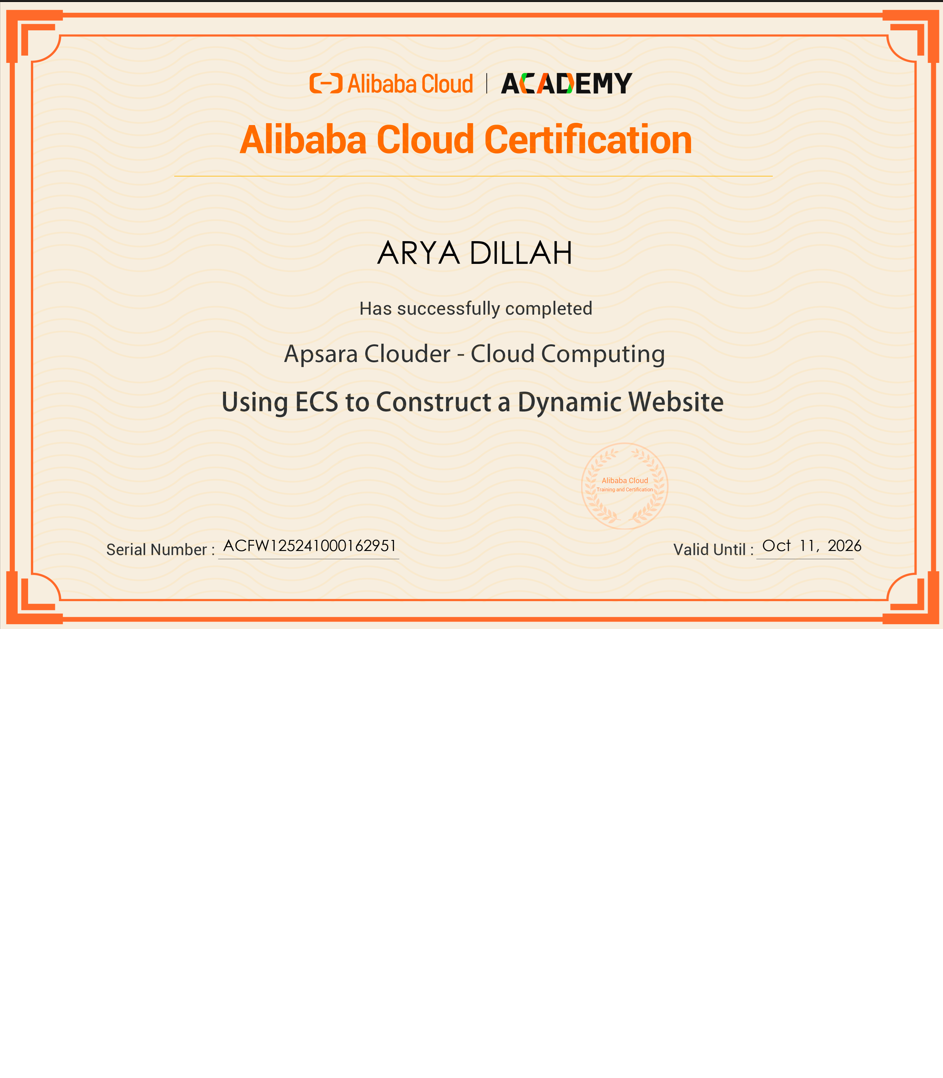 Alibaba Cloud | ACADEMY
Alibaba Cloud Certification
ARYA DILLAH
Has successfully completed
Apsara Clouder - Cloud Computing
Using ECS to Construct a Dynamic Website
Alibaba Cloud
Training and Certification
Serial Number : ACFW125241000162951
Valid Until : Oct 11, 2026